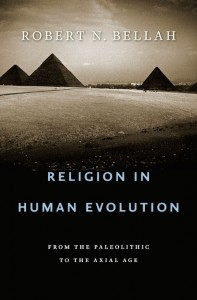 ROBERT N. BELLAH
RELIGION IN
HUMAN EVOLUTION
FROM THE PALEOLITHIC
TO THE AXIAL AGE